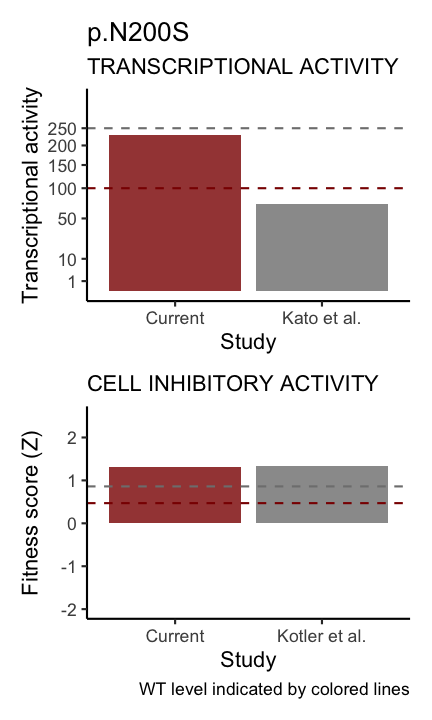 p.N200S
TRANSCRIPTIONAL ACTIVITY
Transcriptional activity
250
200
150
100
50
10
1
Current
Kato et al.
Study
CELL INHIBITORY ACTIVITY
Fitness score (Z)
2
1
0
-1
-2
Current
Kotler et al.
Study
WT level indicated by colored lines